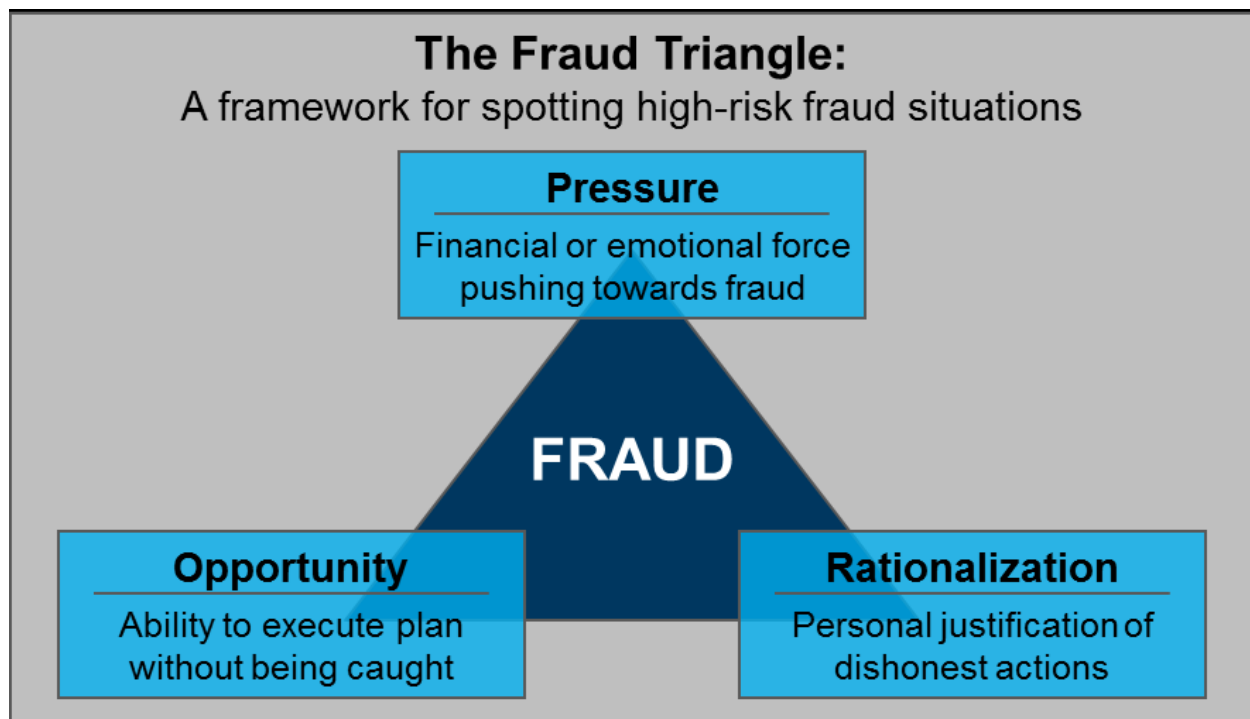 The Fraud Triangle:
A framework for spotting high-risk fraud situations
Pressure
Financial or emotional force
pushing towards fraud
FRAUD
Opportunity
Ability to execute plan
without being caught
Rationalization
Personal justification of
dishonest actions